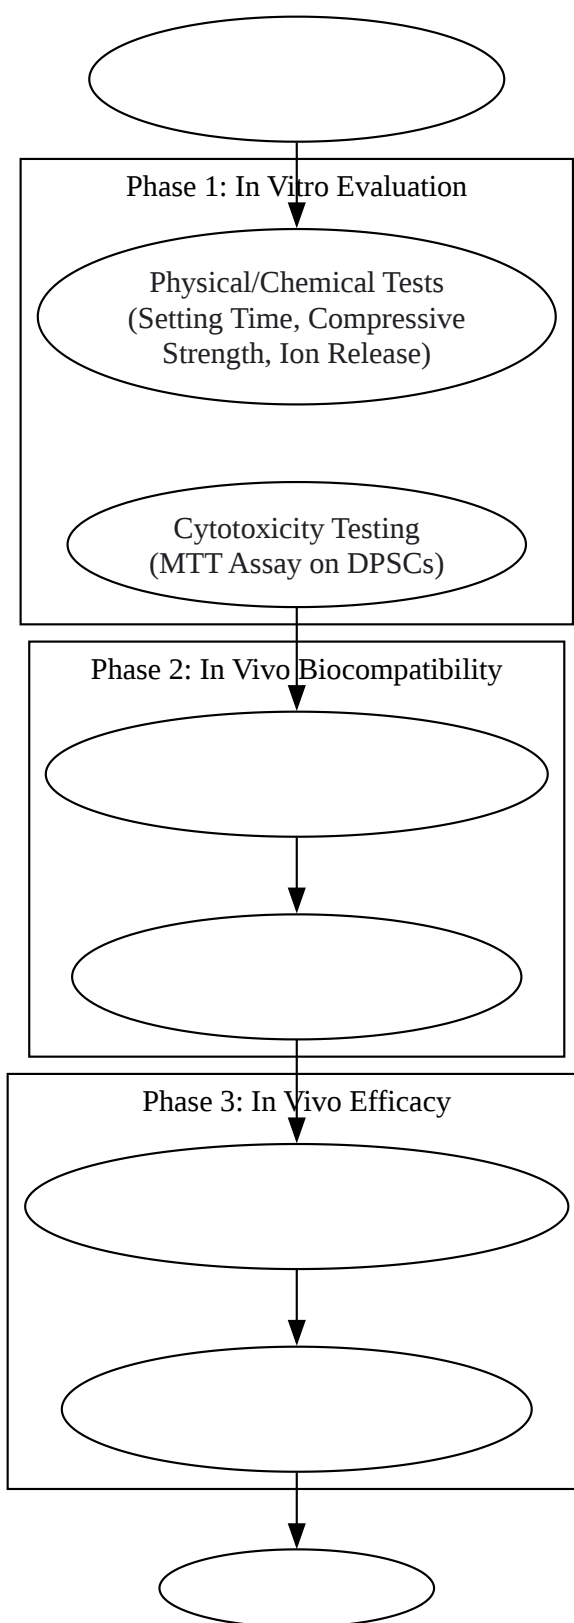 Phase 1: In Vitro Evaluation
Physical/Chemical Tests
(Setting Time, Compressive
Strength, Ion Release)
Cytotoxicity Testing
(MTT Assay on DPSCs)
Phase 2: In Vivo Biocompatibility
Phase 3: In Vivo Efficacy